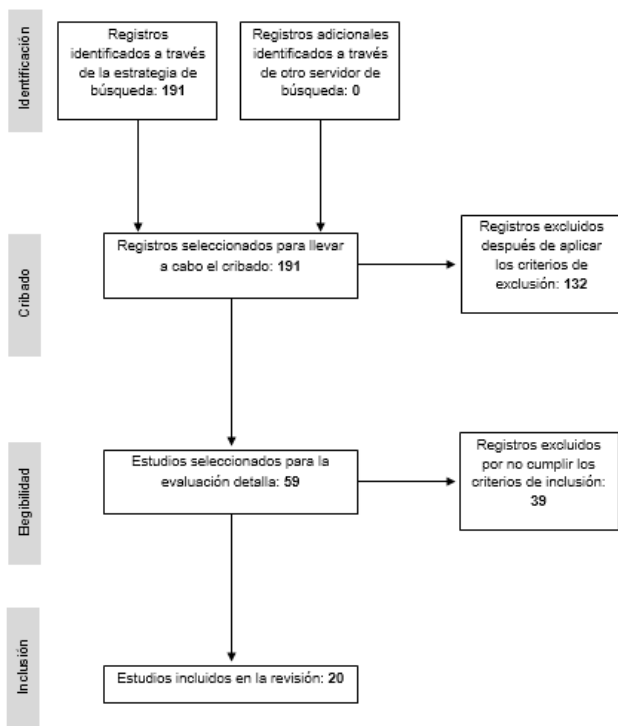 Identificación
Registros
identificados a través
de la estrategia de
búsqueda: 191
Registros adicionales
identificados a través
de otro servidor de
búsqueda: 0
Cribado
Registros seleccionados para llevar
a cabo el cribado: 191
Registros excluidos
después de aplicar
los criterios de
exclusión: 132
Elegibilidad
Estudios seleccionados para la
evaluación detalla: 59
Registros excluidos
por no cumplir los
criterios de inclusión:
39
Inclusión
Estudios incluidos en la revisión: 20